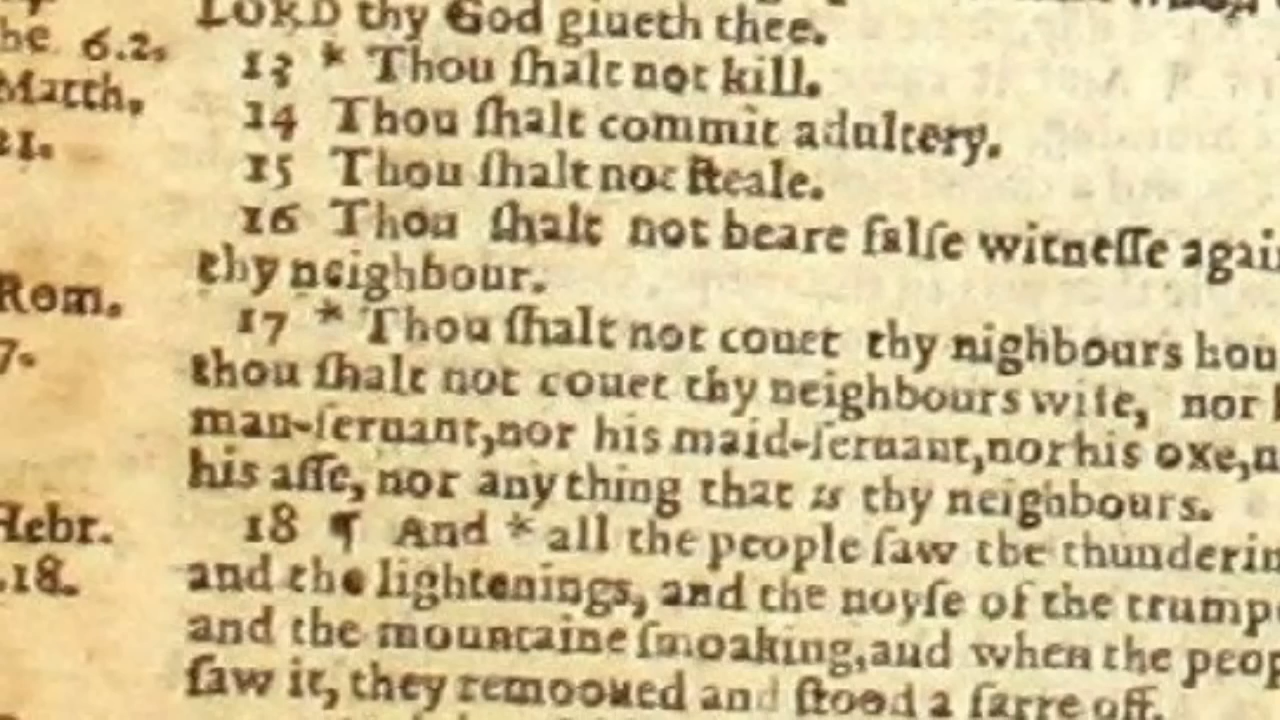 LORD thy God giueth thee.
he 6.2.
13 * Thou ſhalt not kill.
Matth.
14 Thou ſhalt commit adultery.
21.
15 Thou ſhalt not ſteale.
16 Thou ſhalt not beare falſe witneſſe agai
thy neighbour.
Rom.
17 * Thou ſhalt not couet thy nighbours hou
7.
thou ſhalt not couet thy neighbours wife, nor
man-ſeruant,nor his maid-ſeruant,nor his oxe,n
his aſſe, nor any thing that is thy neighbours.
Hebr.
18 ¶ And * all the people ſaw tbe thunderin
.18.
and the lightenings, and the noyſe of the trump
and the mountaine ſmoaking,and when the peop
ſaw it, they remooued and ſtood a farre off.